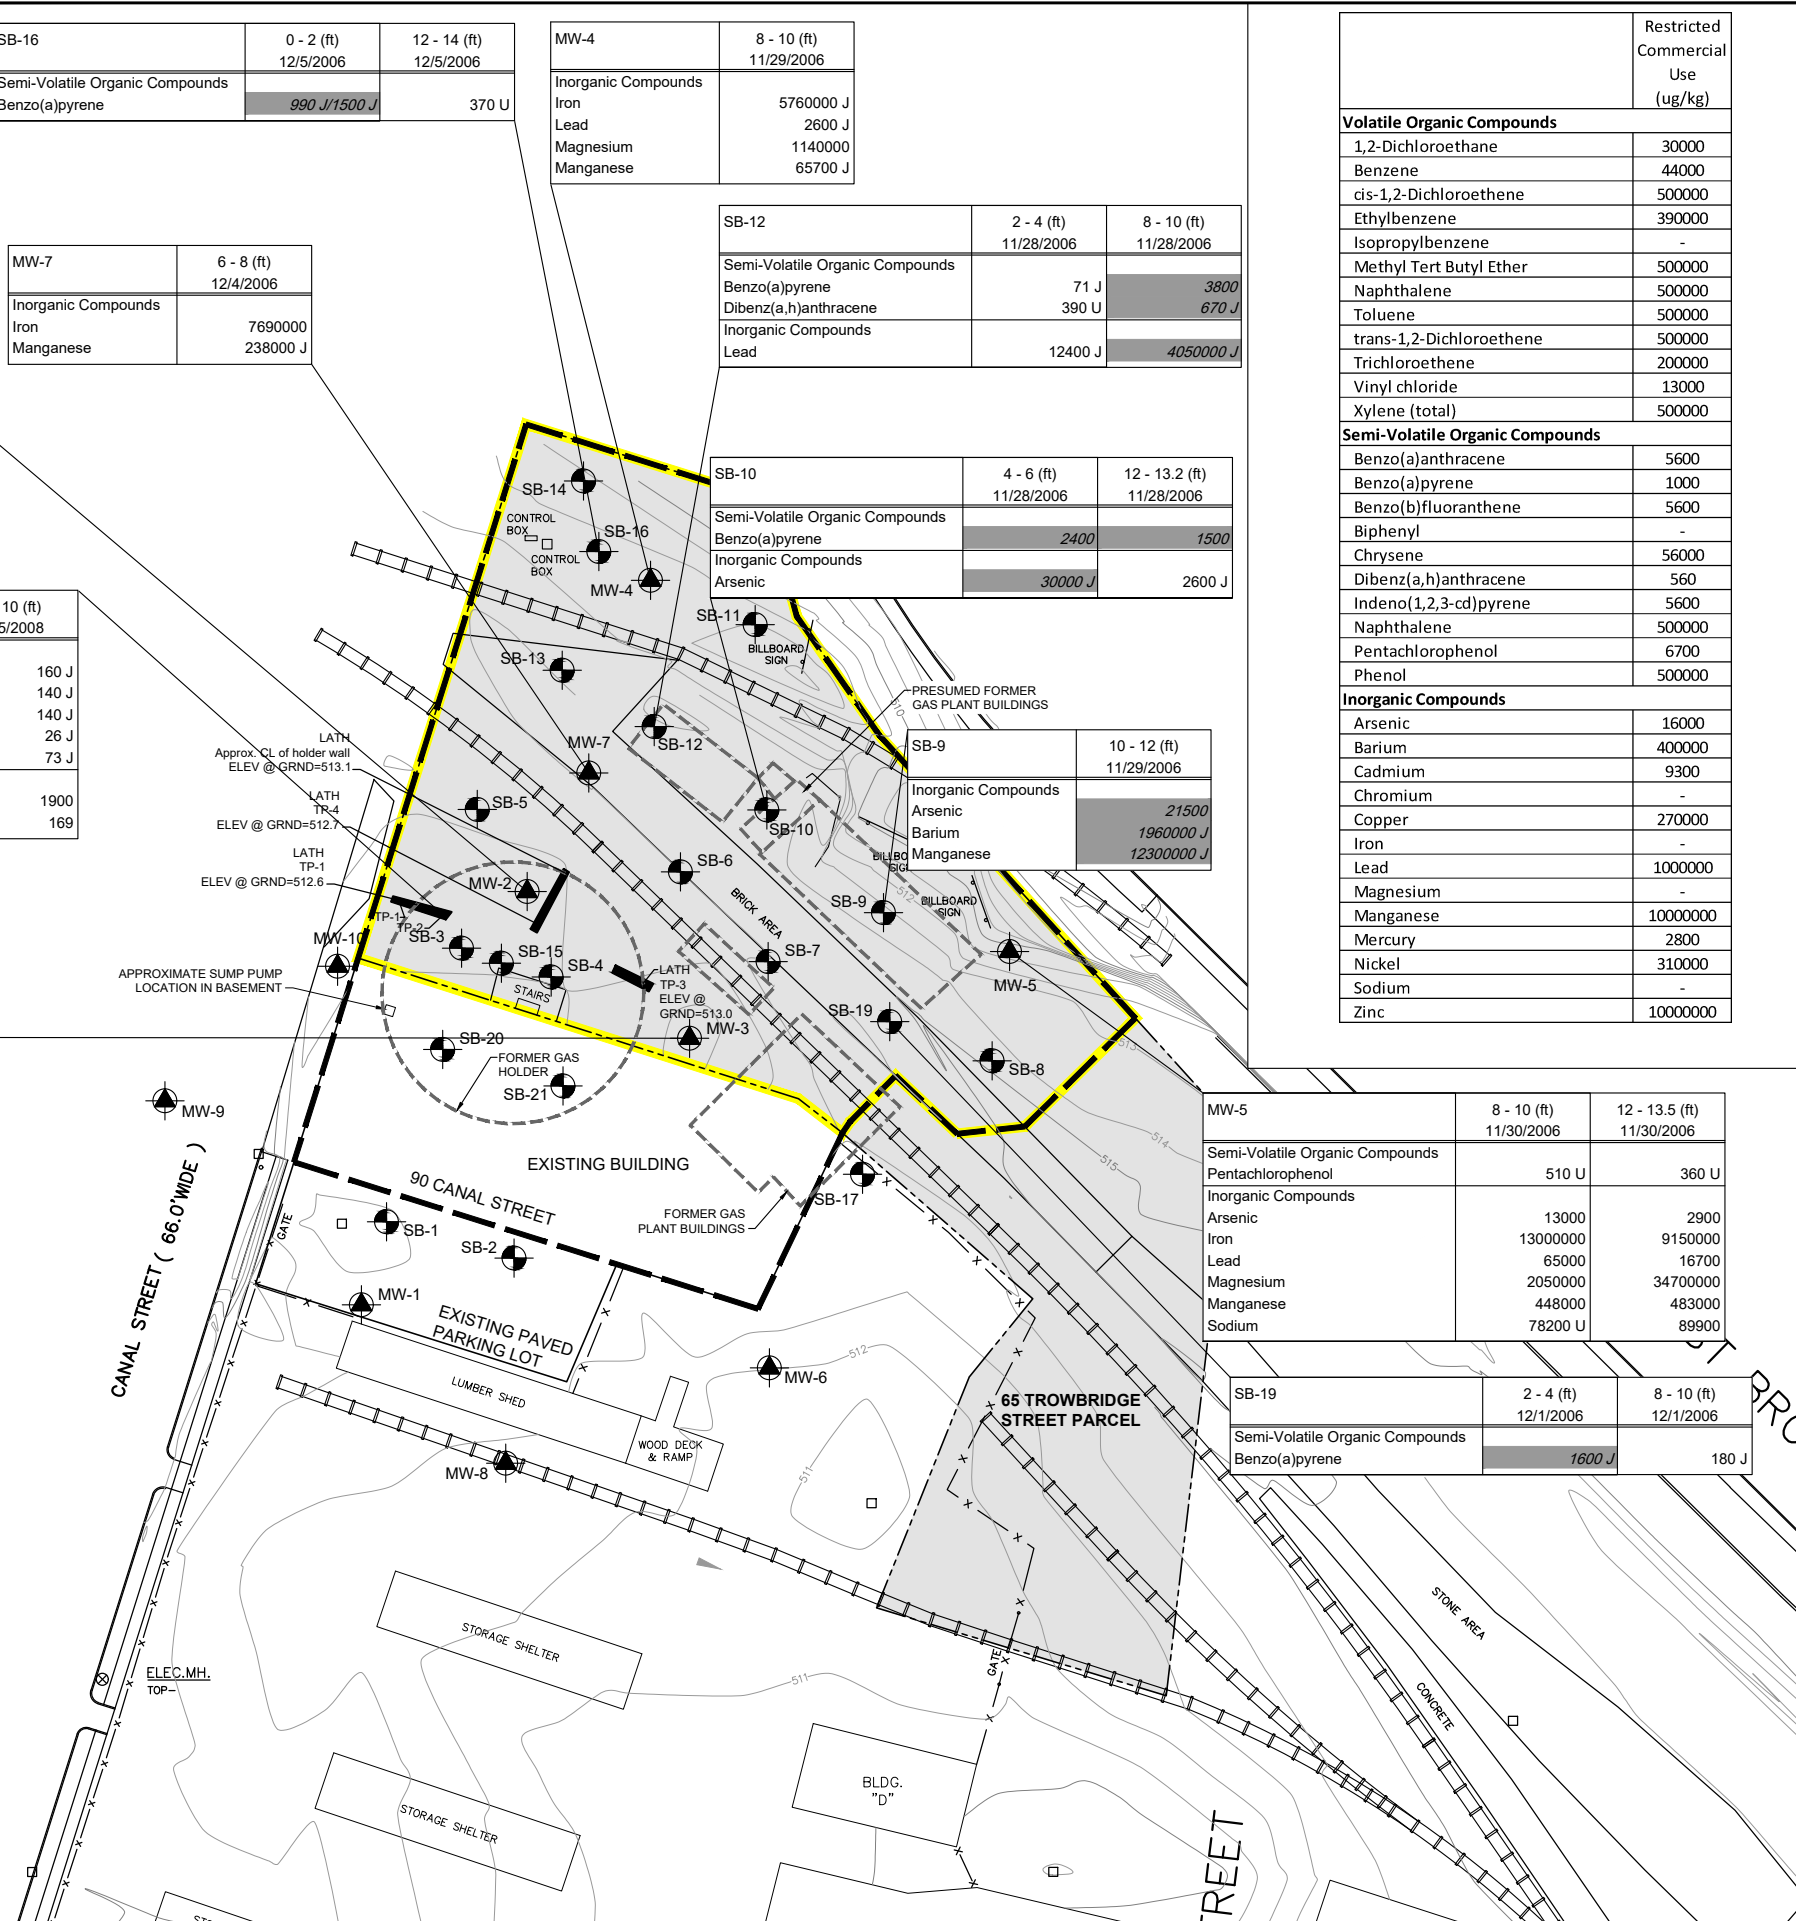 SB-16 0 - 2 (ft) 12 - 14 (ft)
12/5/2006 12/5/2006
Semi-Volatile Organic Compounds
Benzo(a)pyrene 990 J/1500 J 370 U
MW-4 8 - 10 (ft)
11/29/2006
Inorganic Compounds
Iron 5760000 J
Lead 2600 J
Magnesium 1140000
Manganese 65700 J
SB-12 2 - 4 (ft) 8 - 10 (ft)
11/28/2006 11/28/2006
Semi-Volatile Organic Compounds
Benzo(a)pyrene 71 J 3800
Dibenz(a,h)anthracene 390 U 670 J
Inorganic Compounds
Lead 12400 J 4050000 J
MW-7 6 - 8 (ft)
12/4/2006
Inorganic Compounds
Iron 7690000
Manganese 238000 J
SB-10 4 - 6 (ft) 12 - 13.2 (ft)
11/28/2006 11/28/2006
Semi-Volatile Organic Compounds
Benzo(a)pyrene 2400 1500
Inorganic Compounds
Arsenic 30000 J 2600 J
10 (ft)
5/2008
160 J
140 J
140 J
26 J
73 J
1900
169
SB-9 10 - 12 (ft)
11/29/2006
Inorganic Compounds
Arsenic 21500
Barium 1960000 J
Manganese 12300000 J
MW-5 8 - 10 (ft) 12 - 13.5 (ft)
11/30/2006 11/30/2006
Semi-Volatile Organic Compounds
Pentachlorophenol 510 U 360 U
Inorganic Compounds
Arsenic 13000 2900
Iron 13000000 9150000
Lead 65000 16700
Magnesium 2050000 34700000
Manganese 448000 483000
Sodium 78200 U 89900
SB-19 2 - 4 (ft) 8 - 10 (ft)
12/1/2006 12/1/2006
Semi-Volatile Organic Compounds
Benzo(a)pyrene 1600 J 180 J
Restricted
Commercial
Use
(ug/kg)
Volatile Organic Compounds
1,2-Dichloroethane 30000
Benzene 44000
cis-1,2-Dichloroethene 500000
Ethylbenzene 390000
Isopropylbenzene -
Methyl Tert Butyl Ether 500000
Naphthalene 500000
Toluene 500000
trans-1,2-Dichloroethene 500000
Trichloroethene 200000
Vinyl chloride 13000
Xylene (total) 500000
Semi-Volatile Organic Compounds
Benzo(a)anthracene 5600
Benzo(a)pyrene 1000
Benzo(b)fluoranthene 5600
Biphenyl -
Chrysene 56000
Dibenz(a,h)anthracene 560
Indeno(1,2,3-cd)pyrene 5600
Naphthalene 500000
Pentachlorophenol 6700
Phenol 500000
Inorganic Compounds
Arsenic 16000
Barium 400000
Cadmium 9300
Chromium -
Copper 270000
Iron -
Lead 1000000
Magnesium -
Manganese 10000000
Mercury 2800
Nickel 310000
Sodium -
Zinc 10000000
SB-14
CONTROL
BOX
SB-16
CONTROL
BOX
MW-4
SB-11
BILLBOARD
SIGN
SB-13
510
PRESUMED FORMER
GAS PLANT BUILDINGS
SB-12
MW-7
LATH
Approx. CL of holder wall
ELEV @ GRND=513.1
SB-5
LATH
TP-4
ELEV @ GRND=512.7
SB-10
LATH
TP-1
ELEV @ GRND=512.6
SB-6
BILLBO
SIGN
MW-2
BRICK AREA
512
SB-9
BILLBOARD
SIGN
TP-1
TP-2
SB-3
MW-10
SB-15
SB-4
SB-7
STAIRS
APPROXIMATE SUMP PUMP
LOCATION IN BASEMENT
LATH
TP-3
ELEV @
GRND=513.0
MW-5
MW-3
SB-19
SB-20
513
FORMER GAS
HOLDER
SB-8
SB-21
MW-9
514
515
EXISTING BUILDING
90 CANAL STREET
SB-17
FORMER GAS
PLANT BUILDINGS
GATE
SB-1
SB-2
CANAL STREET ( 66.0'WIDE )
MW-1
EXISTING PAVED
PARKING LOT
512
MW-6
LUMBER SHED
65 TROWBRIDGE
STREET PARCEL
WOOD DECK
& RAMP
MW-8
511
ST BRO
STONE AREA
STORAGE SHELTER
GATE
ELEC.MH.
TOP-
511
CONCRETE
BLDG.
"D"
STORAGE SHELTER
REET
ST